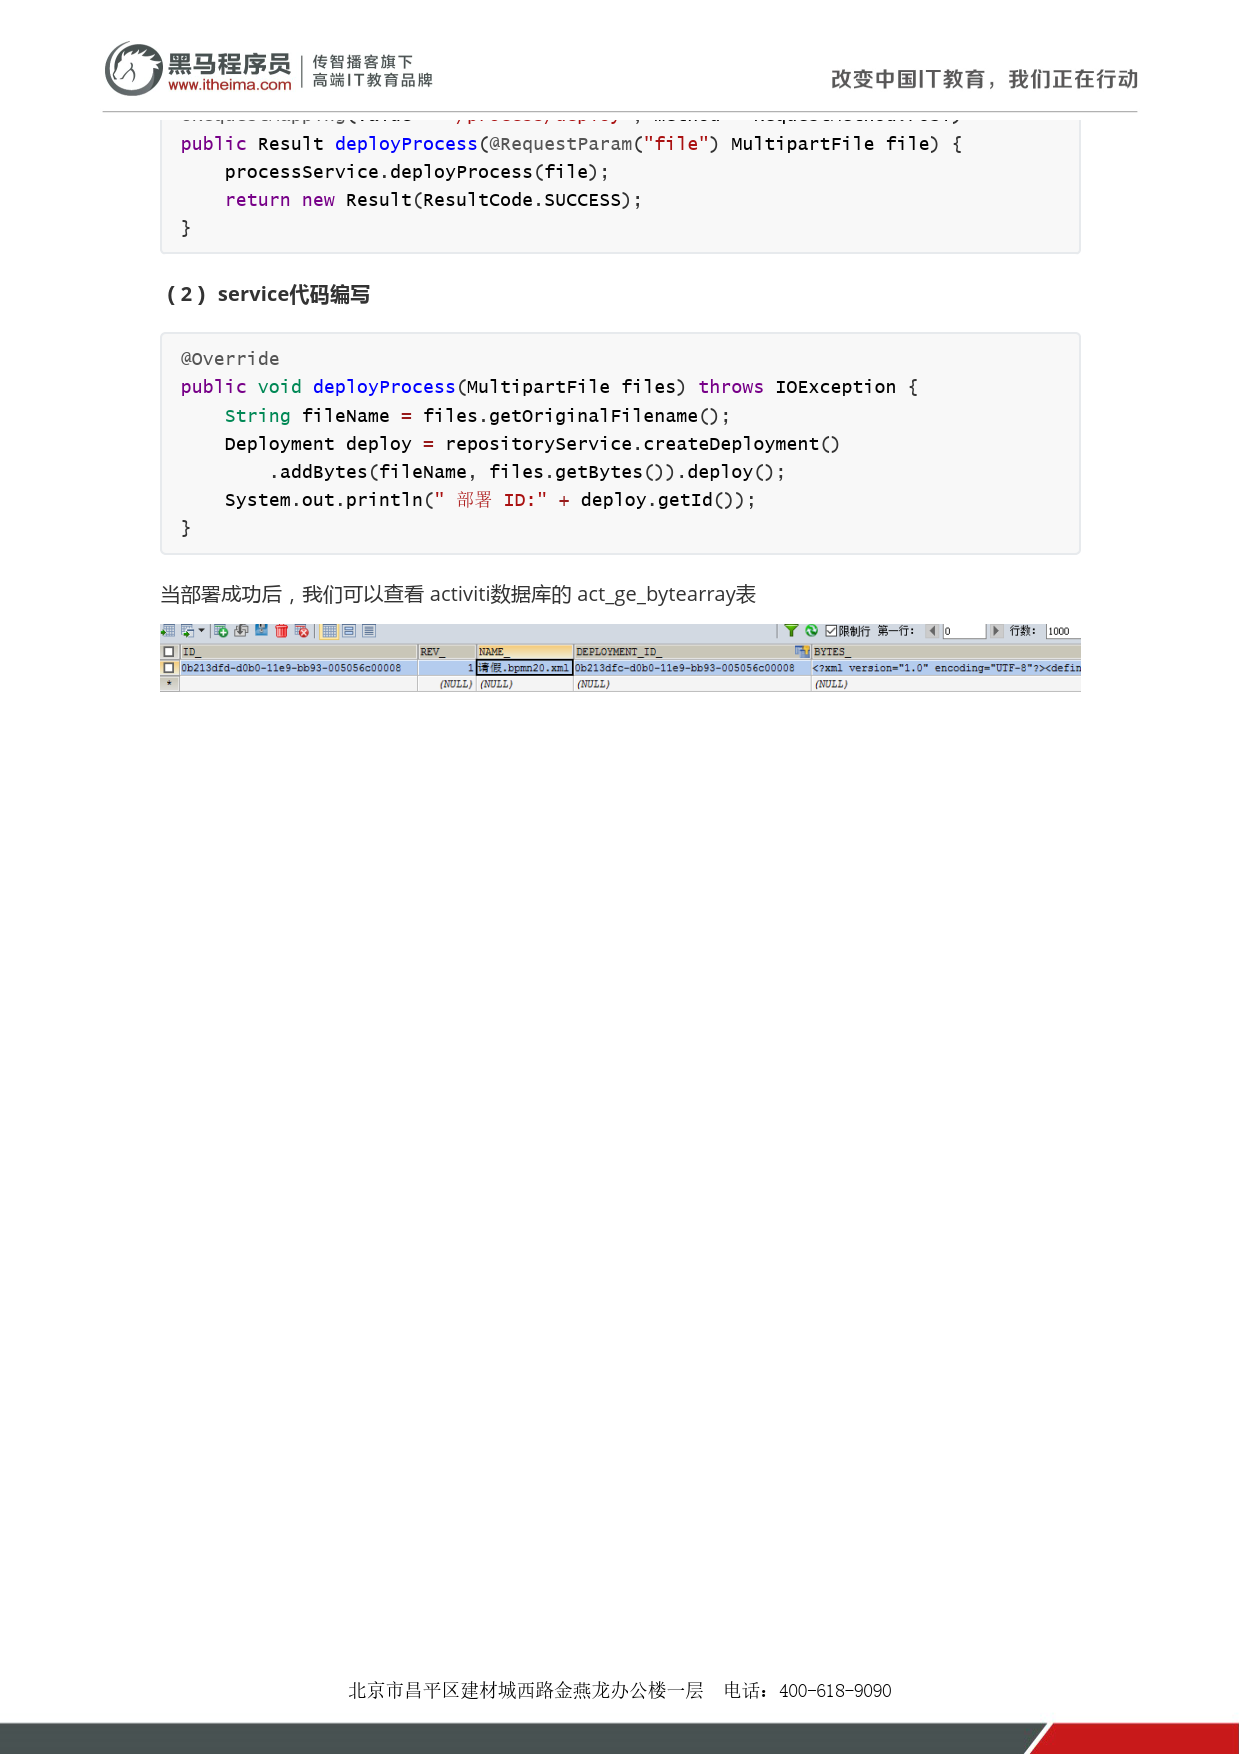 黑马程序员
www.itheima.com
传智播客旗下
高端IT教育品牌
改变中国IT教育，我们正在行动
public Result deployProcess(@RequestParam("file") MultipartFile file) {
    processService.deployProcess(file);
    return new Result(ResultCode.SUCCESS);
}
（2） service代码编写
@Override
public void deployProcess(MultipartFile files) throws IOException {
    String fileName = files.getOriginalFilename();
    Deployment deploy = repositoryService.createDeployment()
        .addBytes(fileName, files.getBytes()).deploy();
    System.out.println(" 部署 ID:" + deploy.getId());
}
当部署成功后，我们可以查看 activiti数据库的 act_ge_bytearray表
限制行 第一行： 0 行数： 1000
ID_ REV_ NAME_ DEPLOYMENT_ID_ BYTES_
0b213dfd-d0b0-11e9-bb93-005056c00008 1 请假.bpmn20.xml 0b213dfc-d0b0-11e9-bb93-005056c00008 <?xml version="1.0" encoding="UTF-8"?><defin
* (NULL) (NULL) (NULL) (NULL)
北京市昌平区建材城西路金燕龙办公楼一层 电话：400-618-9090